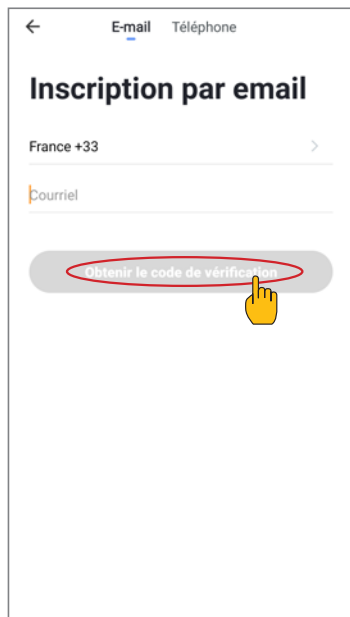 E-mail Téléphone
Inscription par email
France +33
Courriel
Obtenir le code de vérification